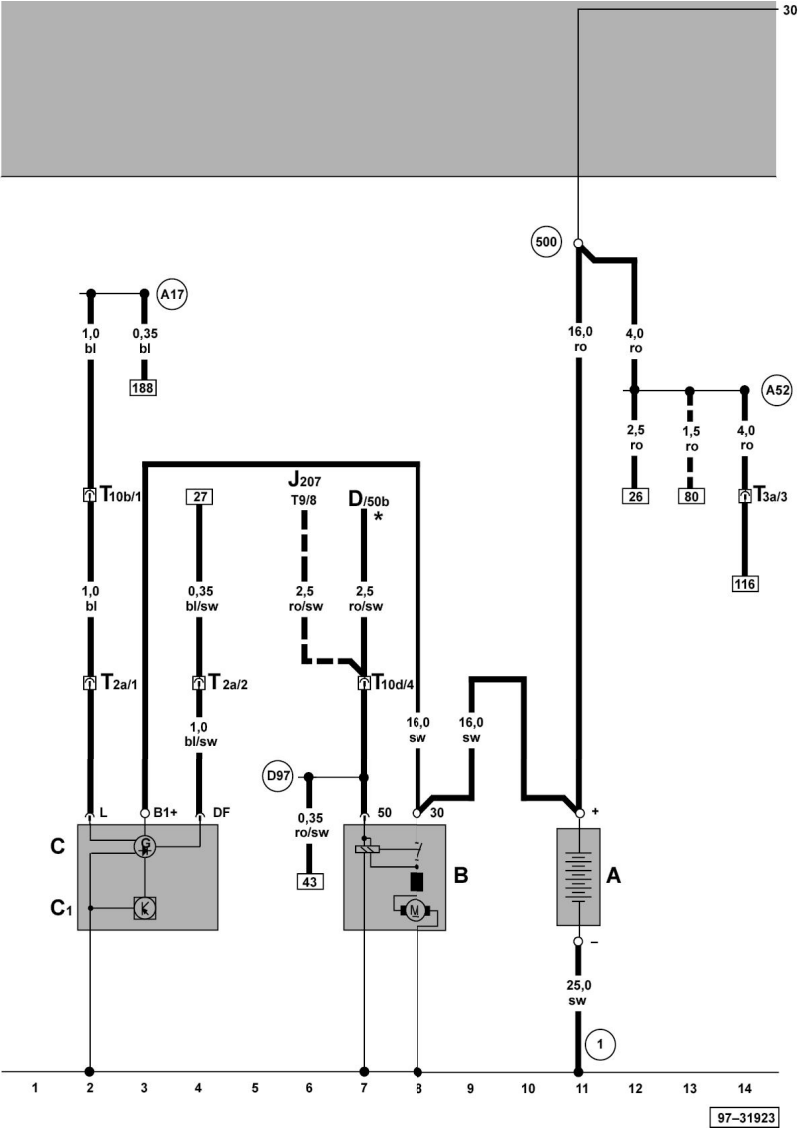 30
500
A17
1,0 bl
0,35 bl
16,0 ro
4,0 ro
188
A52
2,5 ro
1,5 ro
4,0 ro
J207
T9/8
D/50b
*
T10b/1
27
26
80
T3a/3
116
1,0 bl
0,35 bl/sw
2,5 ro/sw
2,5 ro/sw
T2a/1
T2a/2
T10d/4
1,0 bl/sw
16,0 sw
16,0 sw
D97
L
B1+
DF
50
30
+
0,35 ro/sw
C
G
43
B
A
C1
K
M
–
25,0 sw
1
1 2 3 4 5 6 7 8 9 10 11 12 13 14
97–31923